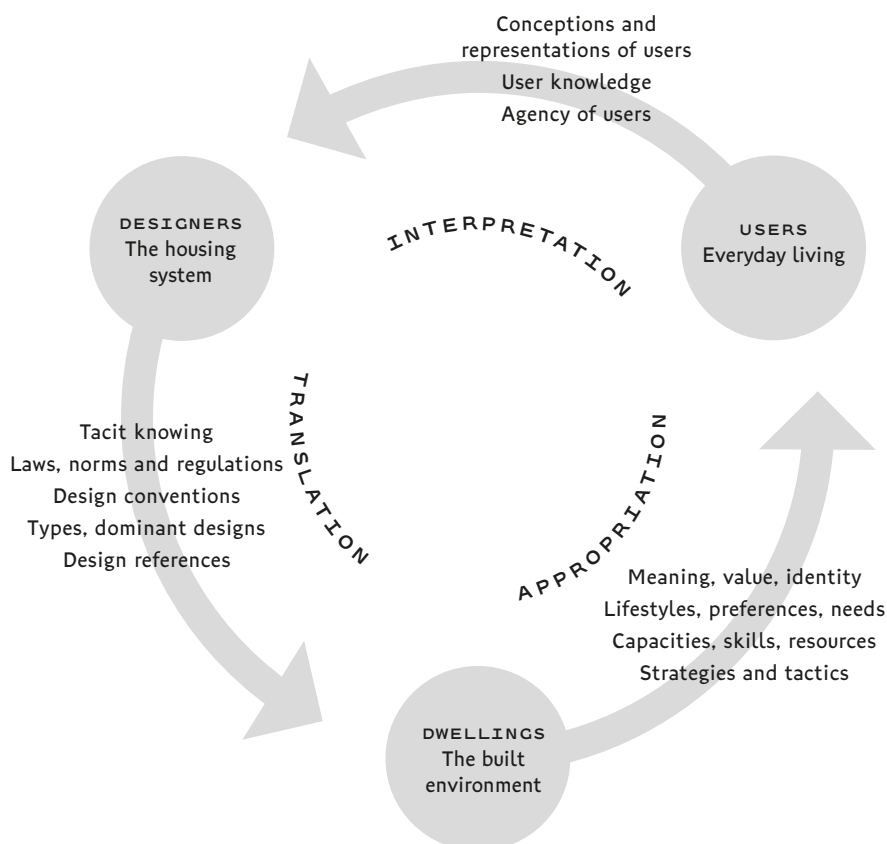 Conceptions and
representations of users
User knowledge
Agency of users
DESIGNERS
The housing
system
INTERPRETATION
USERS
Everyday living
TRANSLATION
Tacit knowing
Laws, norms and regulations
Design conventions
Types, dominant designs
Design references
APPROPRIATION
Meaning, value, identity
Lifestyles, preferences, needs
Capacities, skills, resources
Strategies and tactics
DWELLINGS
The built
environment